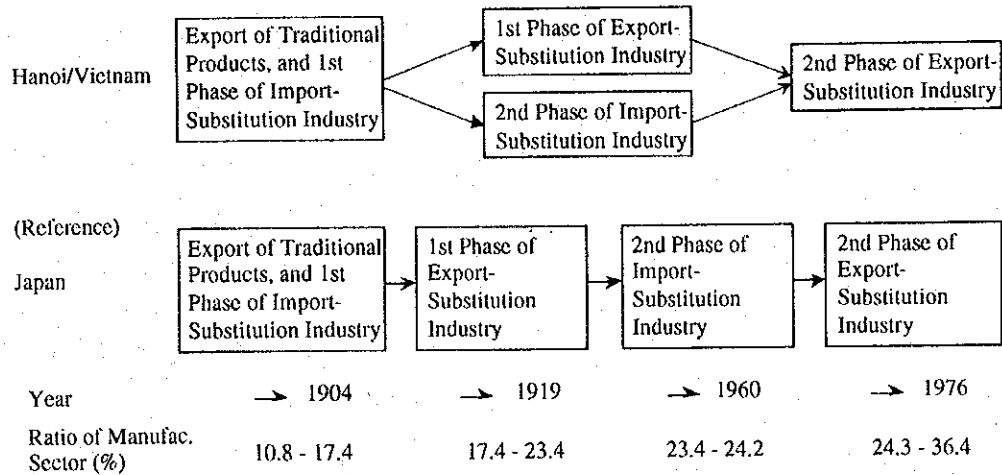 Hanoi/Vietnam
Export of Traditional
Products, and 1st
Phase of Import-
Substitution Industry
1st Phase of Export-
Substitution Industry
2nd Phase of Import-
Substitution Industry
2nd Phase of Export-
Substitution Industry
(Reference)
Japan
Export of Traditional
Products, and 1st
Phase of Import-
Substitution Industry
1st Phase of
Export-
Substitution
Industry
2nd Phase of
Import-
Substitution
Industry
2nd Phase of
Export-
Substitution
Industry
Year → 1904 → 1919 → 1960 → 1976
Ratio of Manufac.
Sector (%) 10.8 - 17.4 17.4 - 23.4 23.4 - 24.2 24.3 - 36.4